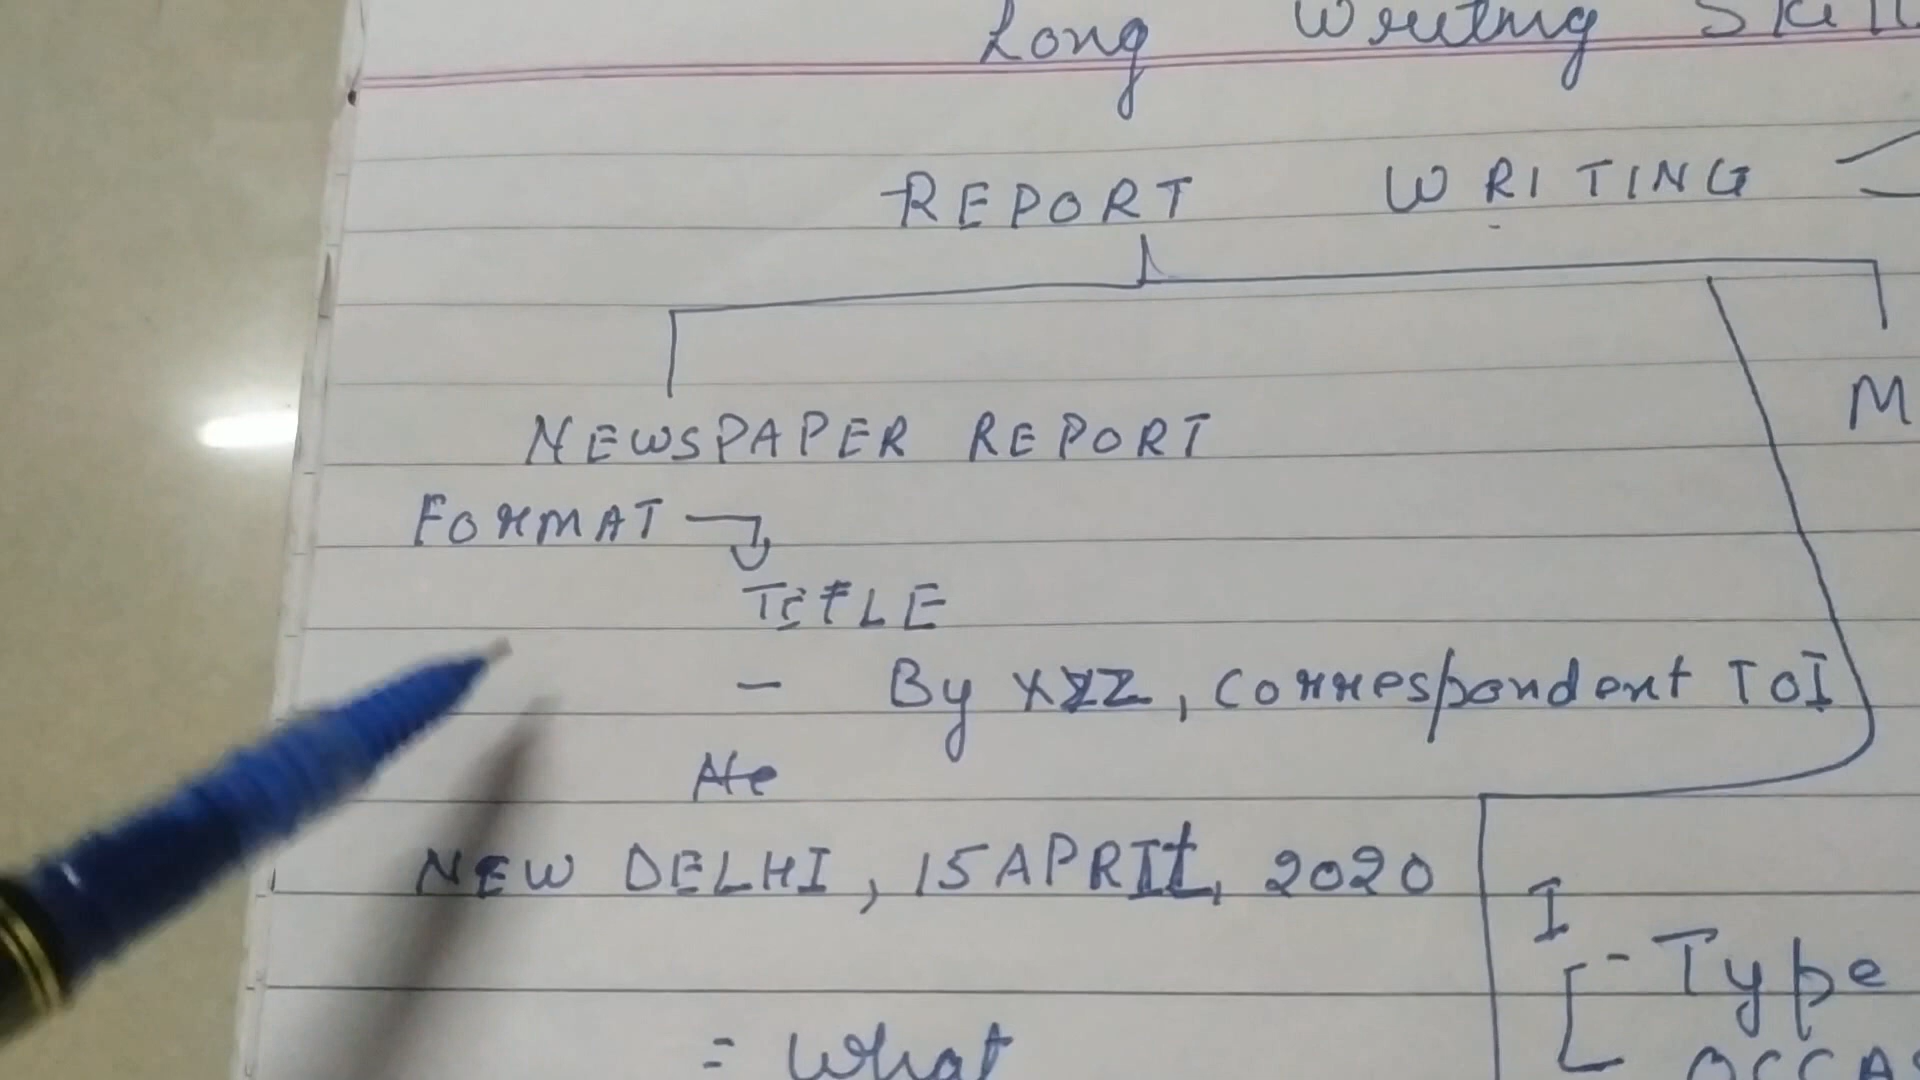 Long Writing Skill
REPORT WRITING
M
NEWSPAPER REPORT
FORMAT
TITLE
- By XYZ, Correspondent TOI
NEW DELHI, 15 APRIL, 2020
I
- Type
= What